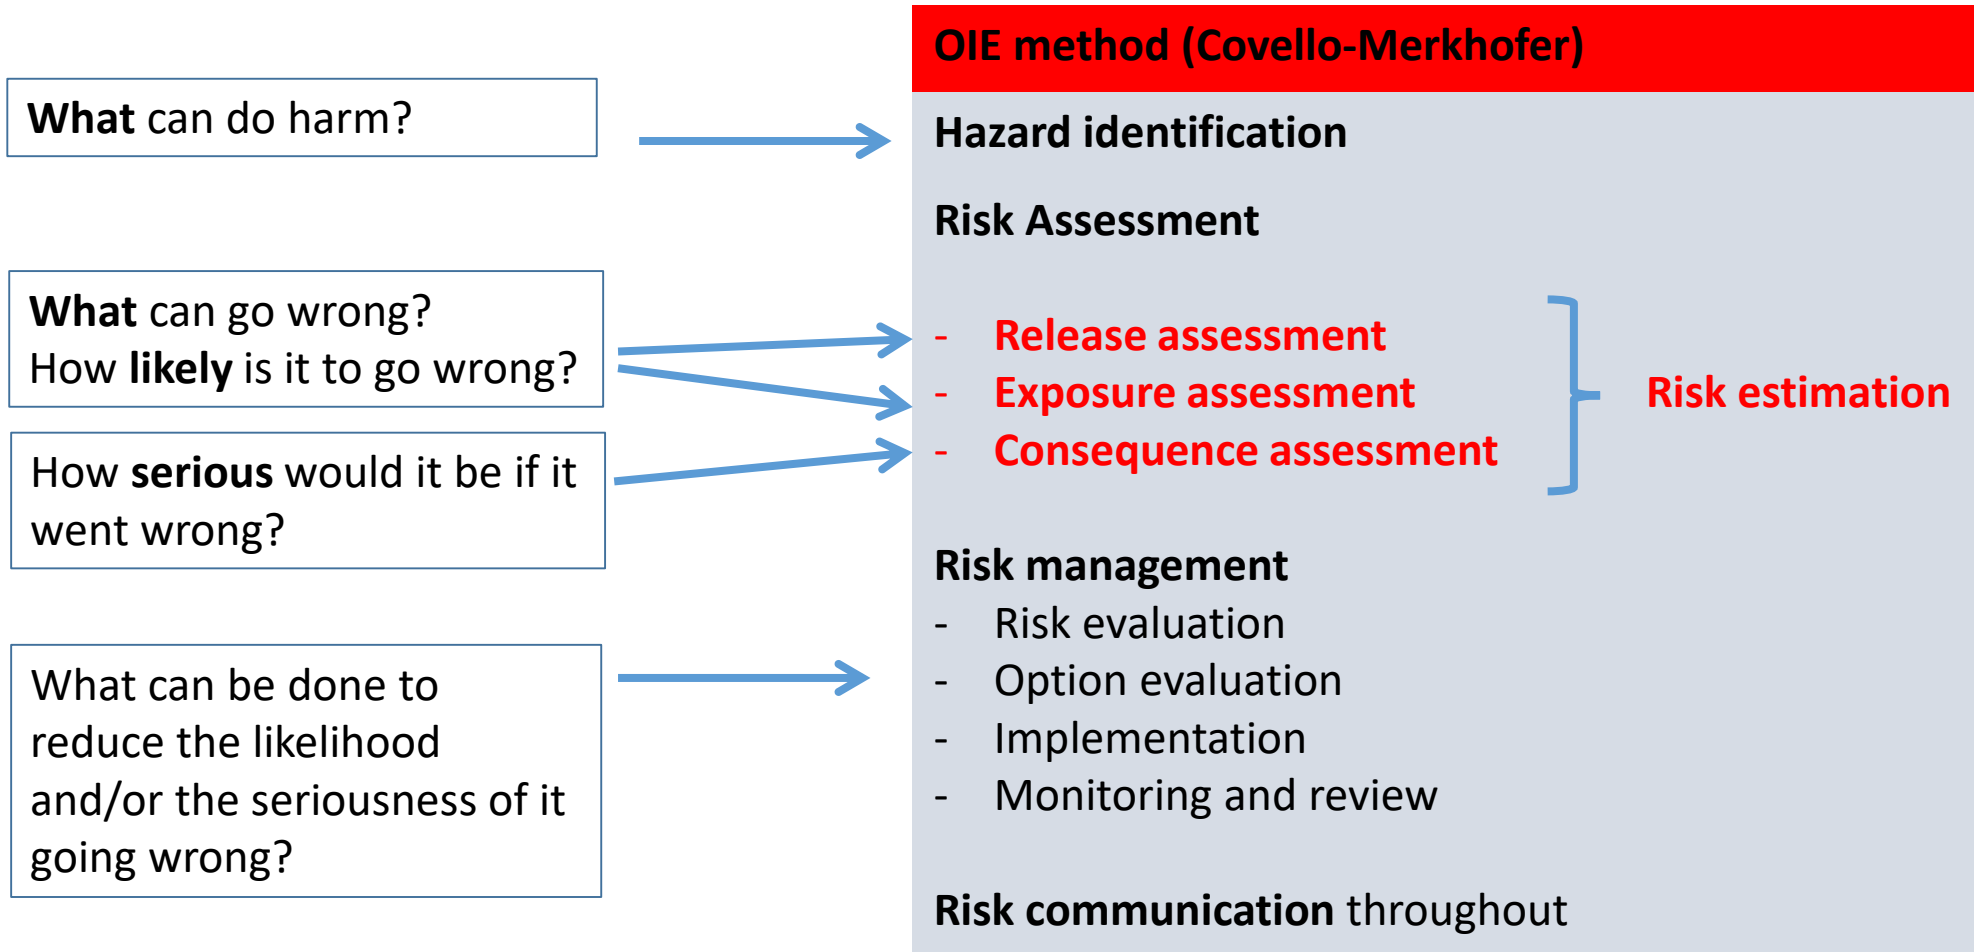 OIE method (Covello-Merkhofer)
What can do harm?
Hazard identification
Risk Assessment
What can go wrong?
How likely is it to go wrong?
- Release assessment
- Exposure assessment
- Consequence assessment
Risk estimation
How serious would it be if it
went wrong?
Risk management
- Risk evaluation
- Option evaluation
- Implementation
- Monitoring and review
What can be done to
reduce the likelihood
and/or the seriousness of it
going wrong?
Risk communication throughout